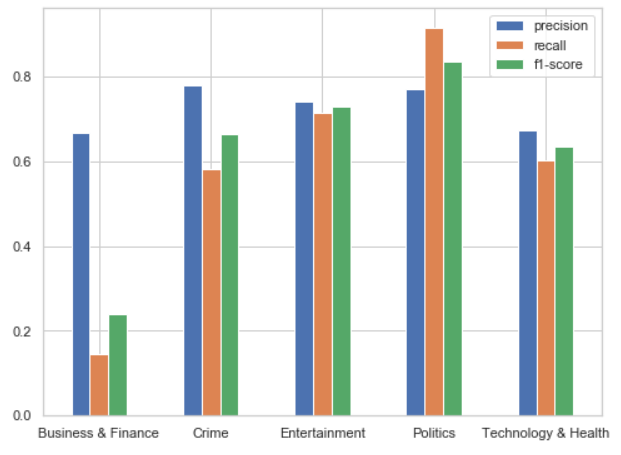 precision
recall
f1-score
0.8
0.6
0.4
0.2
0.0
Business & Finance
Crime
Entertainment
Politics
Technology & Health